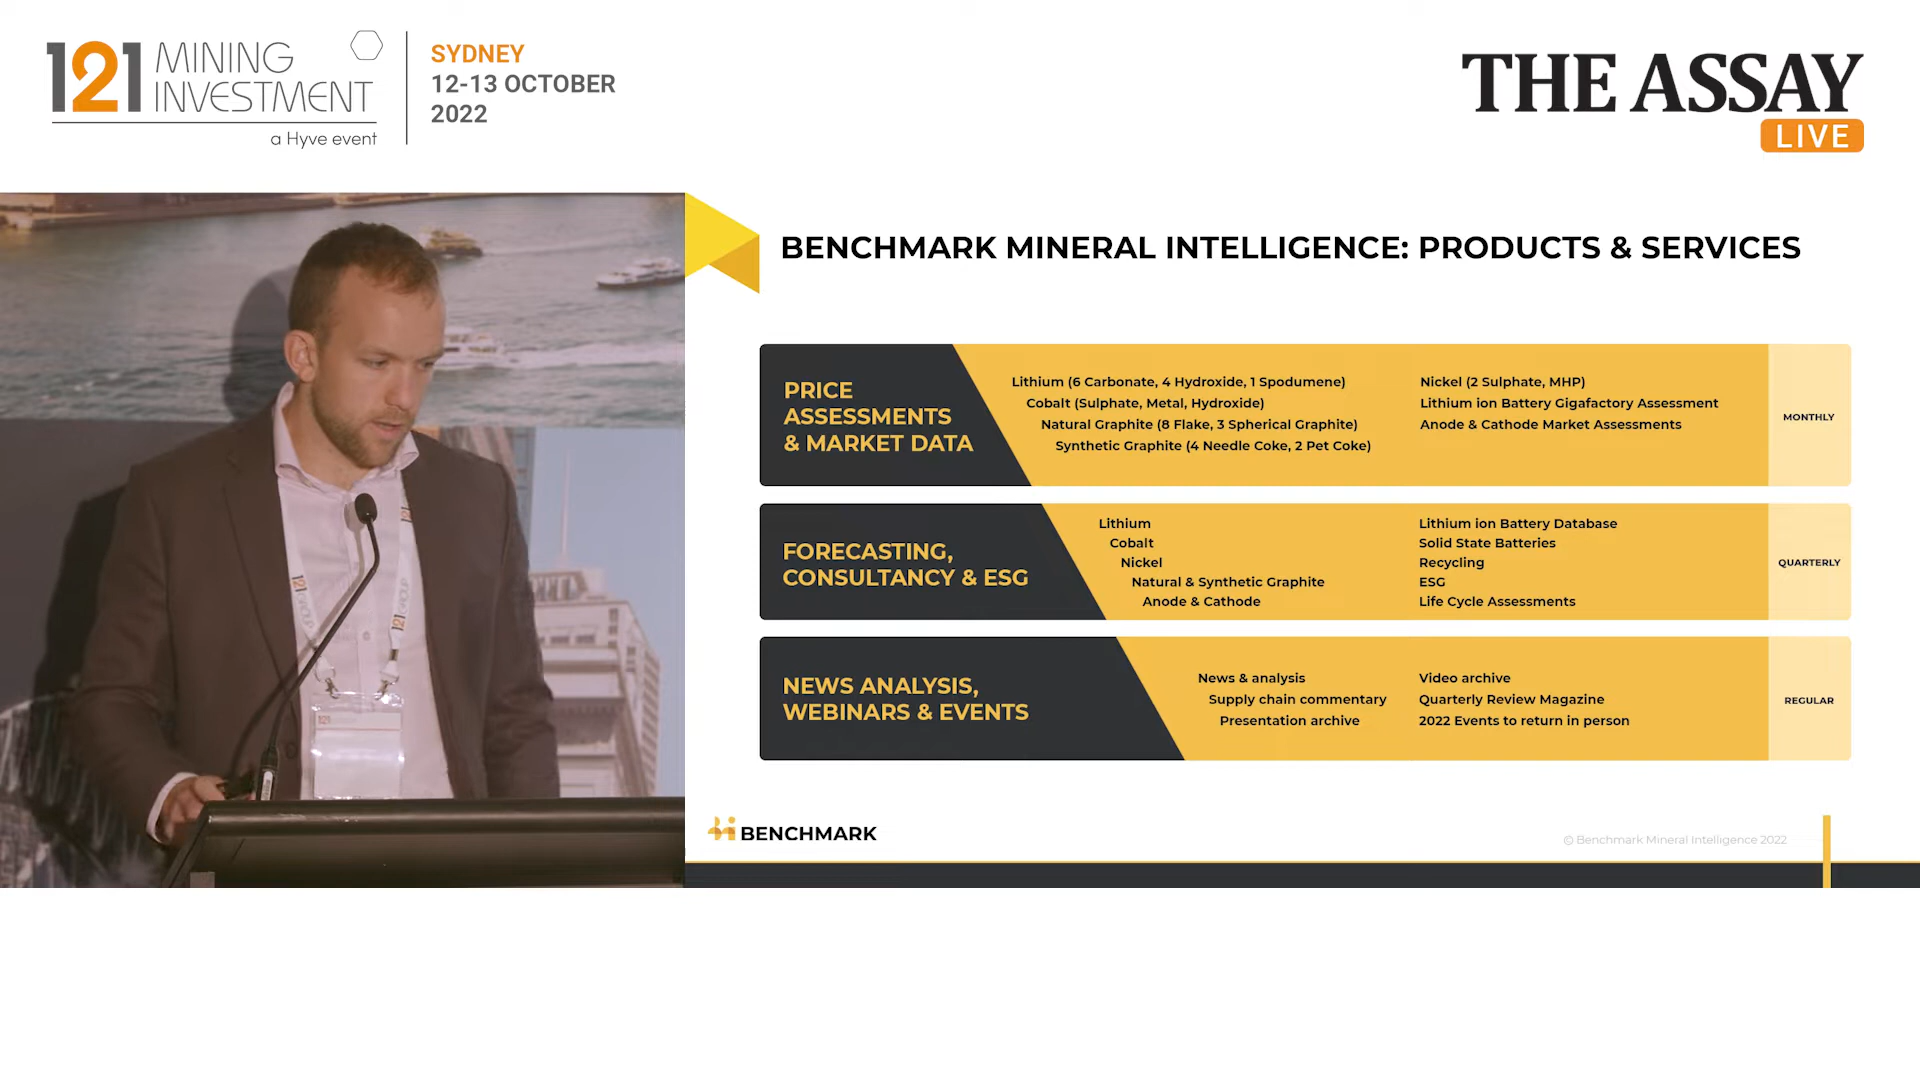 121 MINING
INVESTMENT
a Hyve event
SYDNEY
12-13 OCTOBER
2022
THE ASSAY
LIVE
BENCHMARK MINERAL INTELLIGENCE: PRODUCTS & SERVICES
PRICE
ASSESSMENTS
& MARKET DATA
Lithium (6 Carbonate, 4 Hydroxide, 1 Spodumene)
Cobalt (Sulphate, Metal, Hydroxide)
Natural Graphite (8 Flake, 3 Spherical Graphite)
Synthetic Graphite (4 Needle Coke, 2 Pet Coke)
Nickel (2 Sulphate, MHP)
Lithium ion Battery Gigafactory Assessment
Anode & Cathode Market Assessments
MONTHLY
FORECASTING,
CONSULTANCY & ESG
Lithium
Cobalt
Nickel
Natural & Synthetic Graphite
Anode & Cathode
Lithium ion Battery Database
Solid State Batteries
Recycling
ESG
Life Cycle Assessments
QUARTERLY
NEWS ANALYSIS,
WEBINARS & EVENTS
News & analysis
Supply chain commentary
Presentation archive
Video archive
Quarterly Review Magazine
2022 Events to return in person
REGULAR
BENCHMARK
© Benchmark Mineral Intelligence 2022
121 GROUP
121